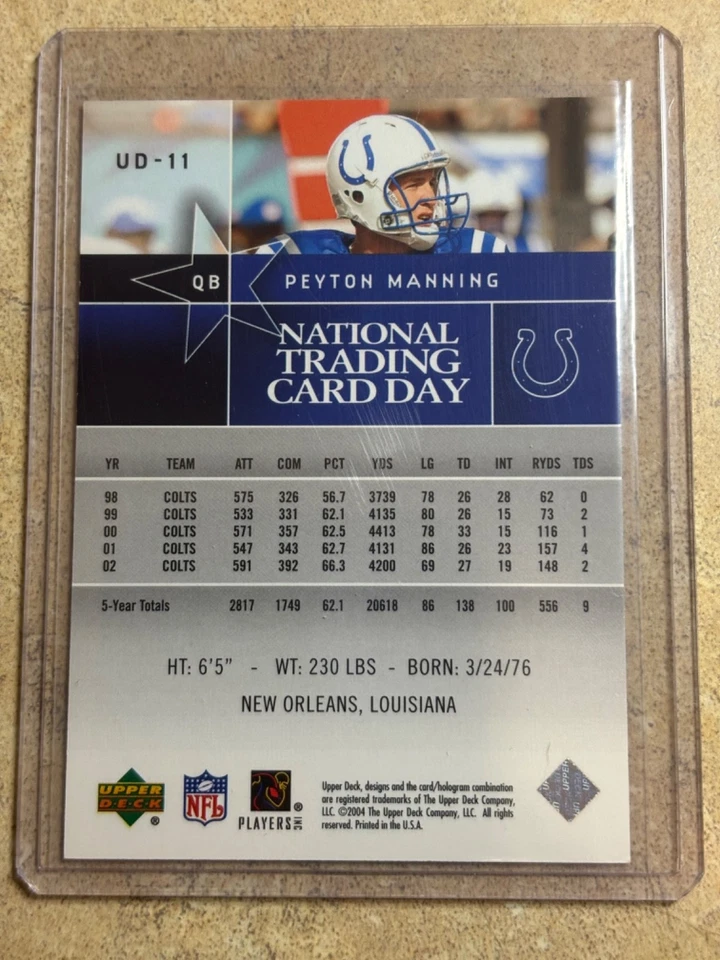 UD-11
QB PEYTON MANNING
NATIONAL
TRADING
CARD DAY
YR TEAM ATT COM PCT YDS LG TD INT RYDS TDS
98 COLTS 575 326 56.7 3739 78 26 28 62 0
99 COLTS 533 331 62.1 4135 80 26 15 73 2
00 COLTS 571 357 62.5 4413 78 33 15 116 1
01 COLTS 547 343 62.7 4131 86 26 23 157 4
02 COLTS 591 392 66.3 4200 69 27 19 148 2
5-Year Totals 2817 1749 62.1 20618 86 138 100 556 9
HT: 6'5" - WT: 230 LBS - BORN: 3/24/76
NEW ORLEANS, LOUISIANA
UPPER
DECK
®
NFL
PLAYERS INC ®
Upper Deck, designs and the card/hologram combination
are registered trademarks of The Upper Deck Company,
LLC. ©2004 The Upper Deck Company, LLC. All rights
reserved. Printed in the U.S.A.
UPPER